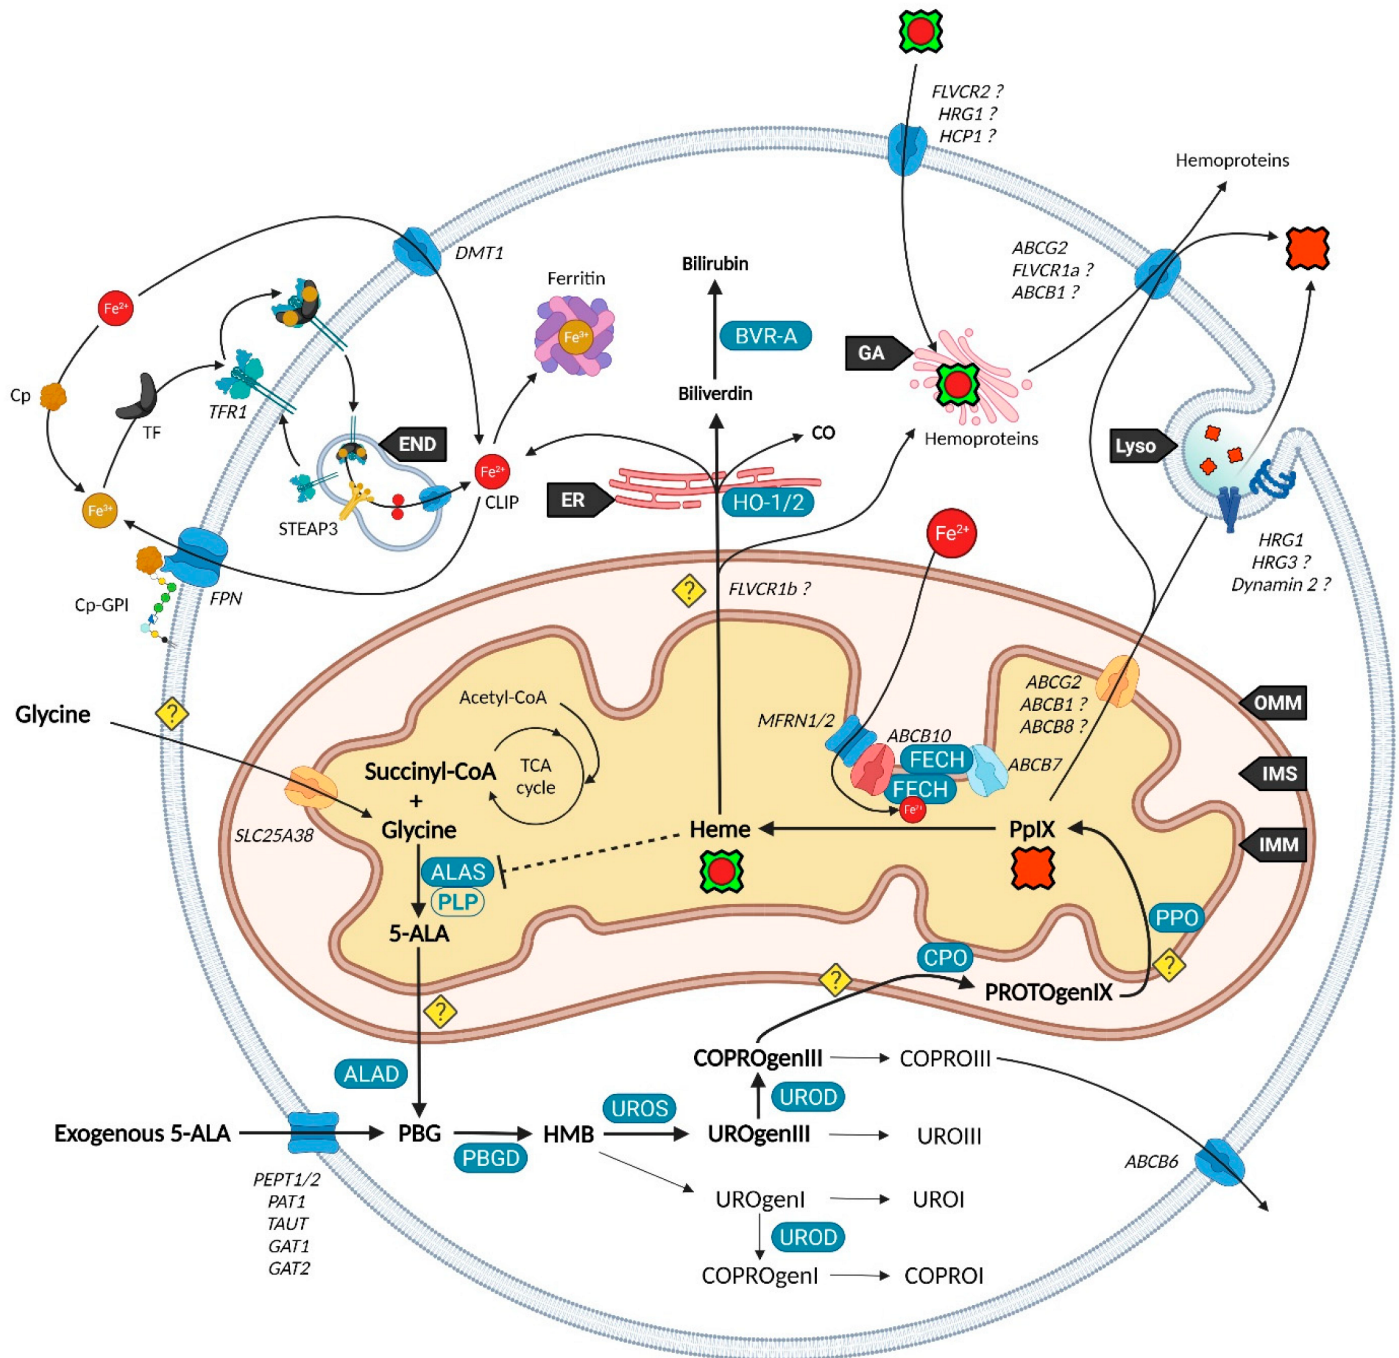 FLVCR2 ?
HRG1 ?
HCP1 ?
Hemoproteins
ABCG2
FLVCR1a ?
ABCB1 ?
DMT1
Bilirubin
Ferritin
Fe2+
Fe3+
BVR-A
GA
Cp
TF
TFR1
Biliverdin
CO
Hemoproteins
END
Lyso
Fe2+
CLIP
ER
HO-1/2
Fe3+
STEAP3
Fe2+
HRG1
HRG3 ?
Dynamin 2 ?
Cp-GPI
FPN
?
FLVCR1b ?
Glycine
?
Acetyl-CoA
ABCG2
ABCB1 ?
ABCB8 ?
OMM
MFRN1/2
ABCB10
FECH
FECH
ABCB7
Succinyl-CoA
TCA
cycle
+
IMS
Fe2+
SLC25A38
Glycine
Heme
PpIX
IMM
ALAS
PLP
5-ALA
PPO
CPO
?
?
?
PROTOgenIX
ALAD
COPROgenIII
COPROIII
UROD
Exogenous 5-ALA
PBG
PBGD
HMB
UROS
UROgenIII
UROIII
ABCB6
PEPT1/2
PAT1
TAUT
GAT1
GAT2
UROgenI
UROI
UROD
COPROgenI
COPROI